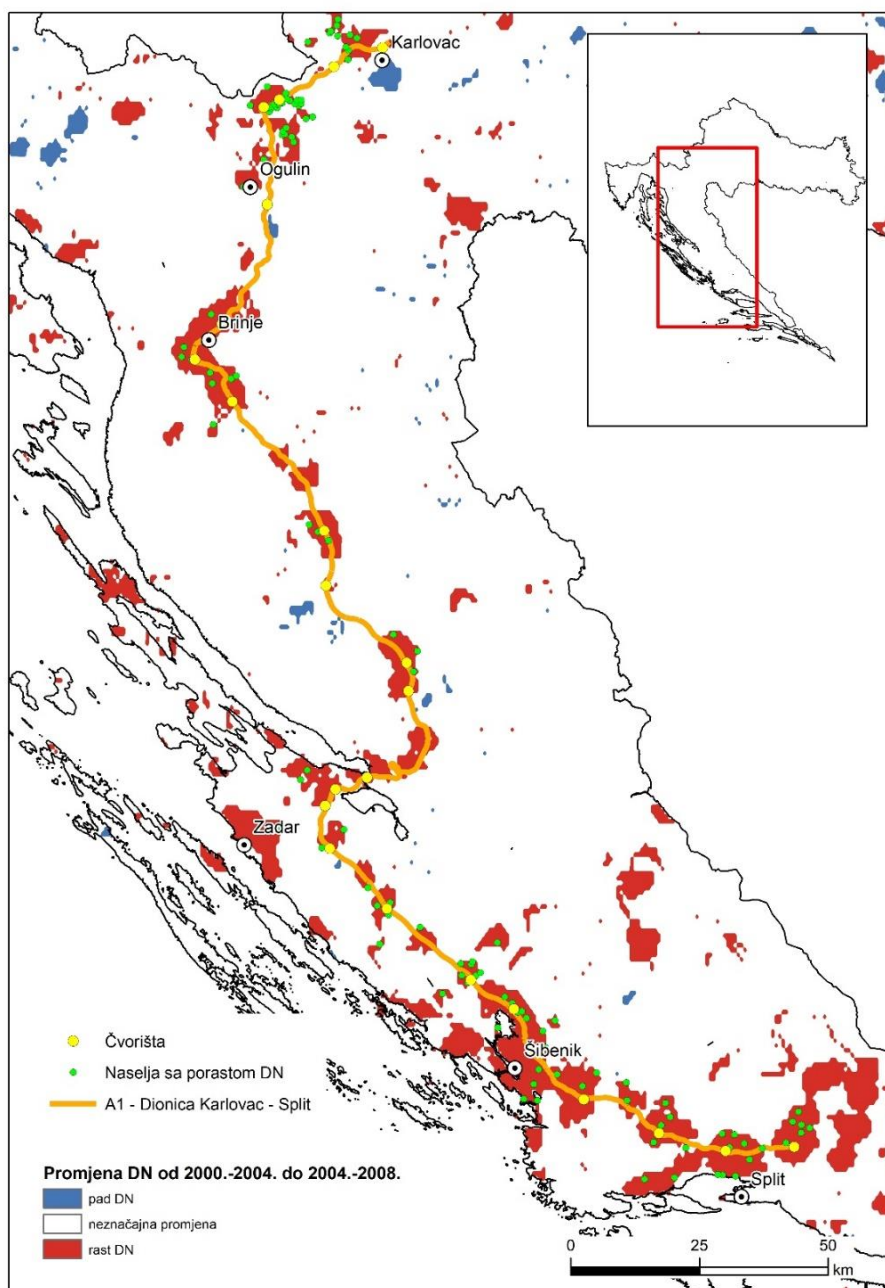 Karlovac
Ogulin
Brinje
Zadar
Šibenik
Split
Čvorišta
Naselja sa porastom DN
A1 - Dionica Karlovac - Split
Promjena DN od 2000.-2004. do 2004.-2008.
pad DN
neznačajna promjena
rast DN
0 25 50
km